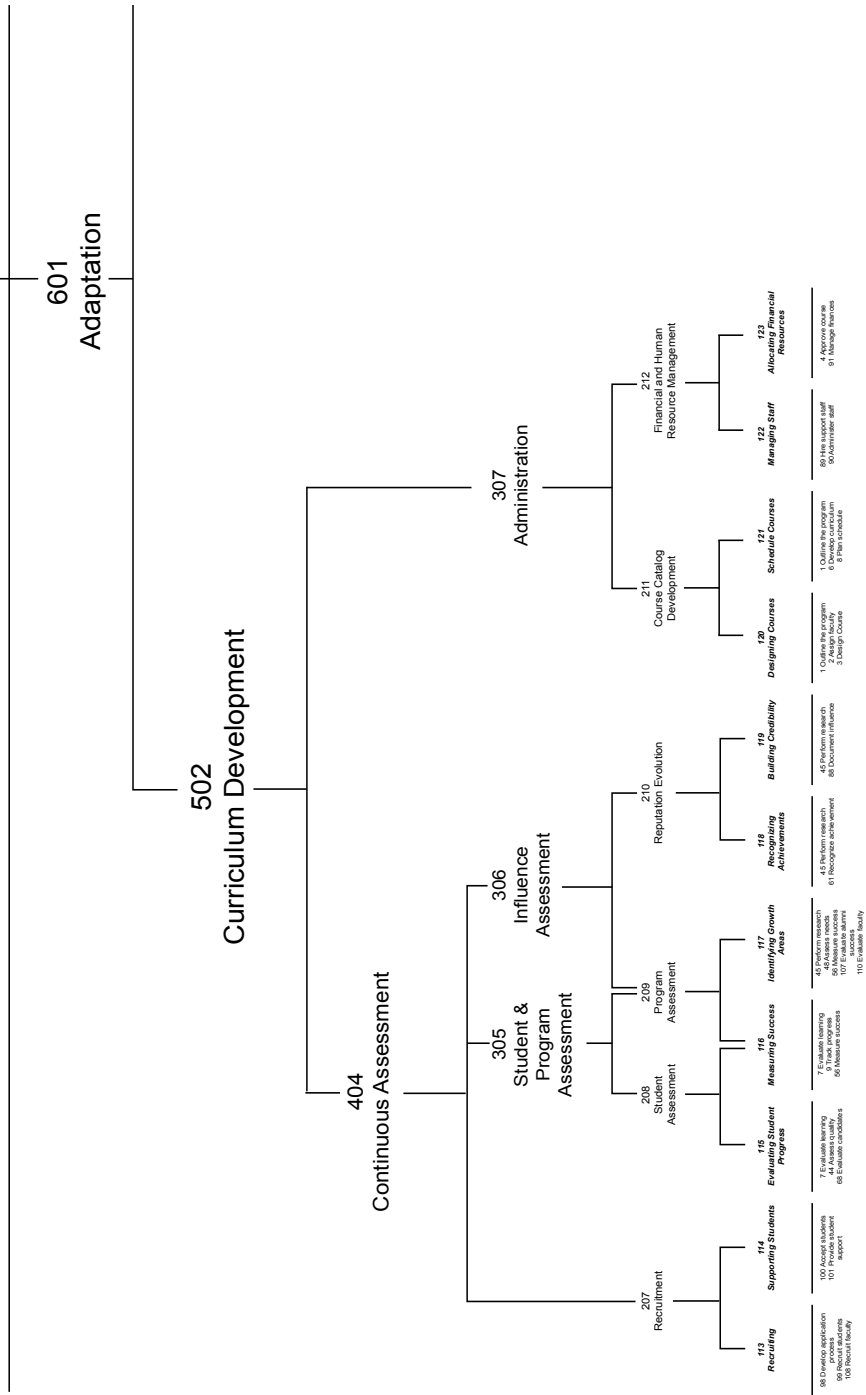 601
Adaptation
502
Curriculum Development
404
Continuous Assessment
305
Student &
Program
Assessment
306
Influence
Assessment
307
Administration
207
Recruitment
208
Student
Assessment
209
Program
Assessment
210
Reputation Evolution
211
Course Catalog
Development
212
Financial and Human
Resource Management
113
Recruiting
114
Supporting Students
115
Evaluating Student
Progress
116
Measuring Success
117
Identifying Growth
Areas
118
Recognizing
Achievements
119
Building Credibility
120
Designing Courses
121
Schedule Courses
122
Managing Staff
123
Allocating Financial
Resources
98 Develop application
process
99 Recruit students
108 Recruit faculty
100 Accept students
101 Provide student
support
7 Evaluate learning
44 Assess quality
68 Evaluate candidates
7 Evaluate learning
9 Track progress
56 Measure success
45 Perform research
48 Assess needs
56 Measure success
107 Evaluate alumni
success
110 Evaluate faculty
45 Perform research
61 Recognize achievement
45 Perform research
88 Document influence
1 Outline the program
2 Assign faculty
3 Design Course
1 Outline the program
6 Develop curriculum
8 Plan schedule
89 Hire support staff
90 Administer staff
4 Approve course
91 Manage finances